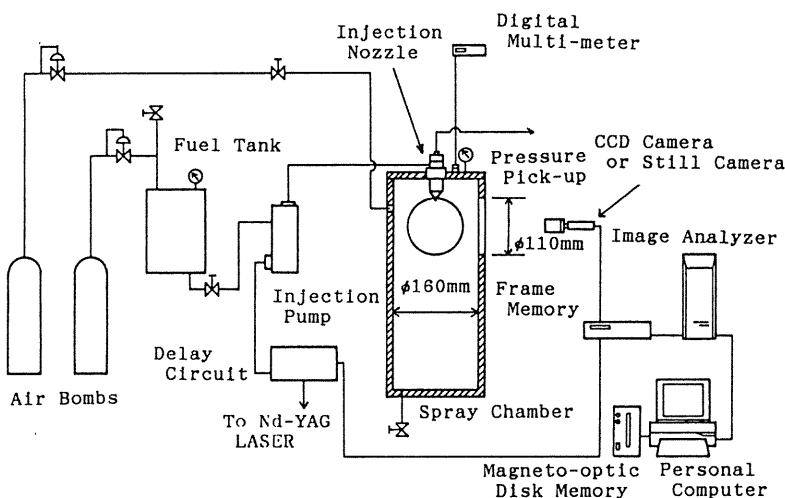 Digital
Multi-meter
Injection
Nozzle
Fuel Tank
Pressure
Pick-up
CCD Camera
or Still Camera
φ110mm
Image Analyzer
φ160mm
Injection
Pump
Frame
Memory
Delay
Circuit
Air Bombs
To Nd-YAG
LASER
Spray Chamber
Magneto-optic
Disk Memory
Personal
Computer